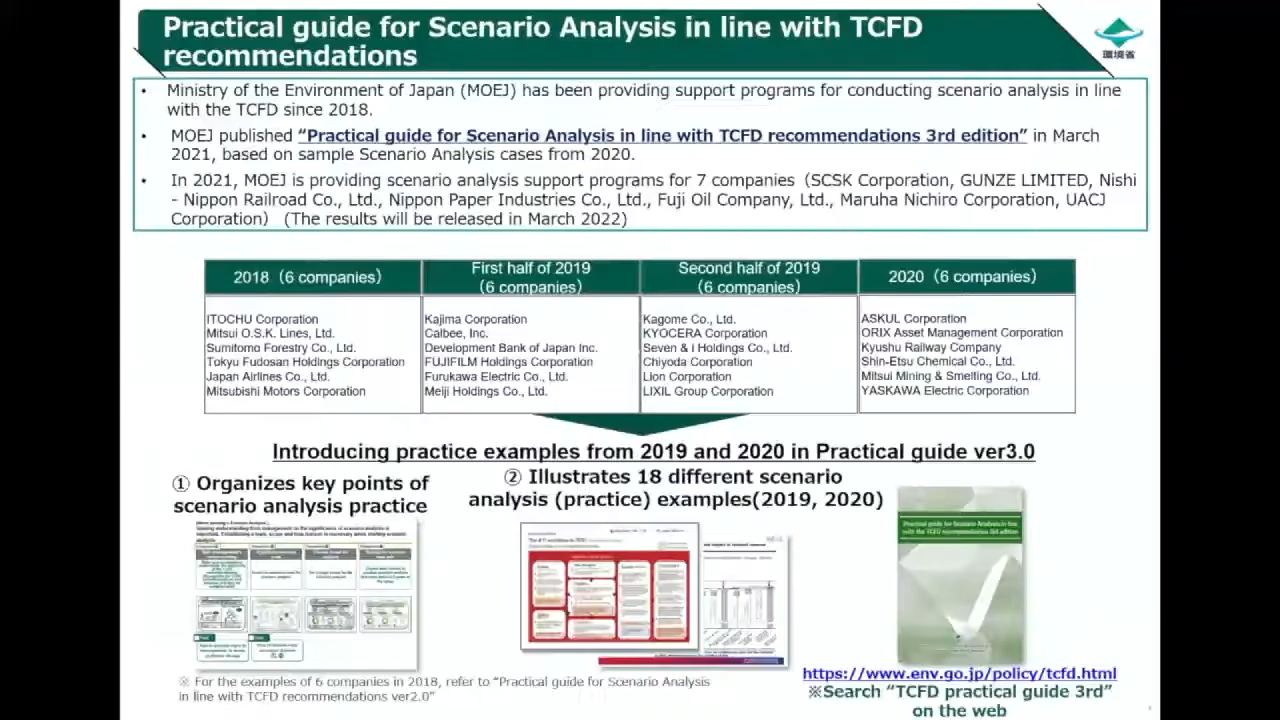 Practical guide for Scenario Analysis in line with TCFD
recommendations
環境省
• Ministry of the Environment of Japan (MOEJ) has been providing support programs for conducting scenario analysis in line
with the TCFD since 2018.
• MOEJ published “Practical guide for Scenario Analysis in line with TCFD recommendations 3rd edition” in March
2021, based on sample Scenario Analysis cases from 2020.
• In 2021, MOEJ is providing scenario analysis support programs for 7 companies（SCSK Corporation, GUNZE LIMITED, Nishi
- Nippon Railroad Co., Ltd., Nippon Paper Industries Co., Ltd., Fuji Oil Company, Ltd., Maruha Nichiro Corporation, UACJ
Corporation） (The results will be released in March 2022)
2018（6 companies）
ITOCHU Corporation
Mitsui O.S.K. Lines, Ltd.
Sumitomo Forestry Co., Ltd.
Tokyu Fudosan Holdings Corporation
Japan Airlines Co., Ltd.
Mitsubishi Motors Corporation
First half of 2019
（6 companies）
Kajima Corporation
Calbee, Inc.
Development Bank of Japan Inc.
FUJIFILM Holdings Corporation
Furukawa Electric Co., Ltd.
Meiji Holdings Co., Ltd.
Second half of 2019
（6 companies）
Kagome Co., Ltd.
KYOCERA Corporation
Seven & i Holdings Co., Ltd.
Chiyoda Corporation
Lion Corporation
LIXIL Group Corporation
2020（6 companies）
ASKUL Corporation
ORIX Asset Management Corporation
Kyushu Railway Company
Shin-Etsu Chemical Co., Ltd.
Mitsui Mining & Smelting Co., Ltd.
YASKAWA Electric Corporation
Introducing practice examples from 2019 and 2020 in Practical guide ver3.0
① Organizes key points of
scenario analysis practice
② Illustrates 18 different scenario
analysis (practice) examples(2019, 2020)
Practical guide for Scenario Analysis in line
with the TCFD recommendations 3rd edition
※ For the examples of 6 companies in 2018, refer to “Practical guide for Scenario Analysis
in line with TCFD recommendations ver2.0”
https://www.env.go.jp/policy/tcfd.html
※Search “TCFD practical guide 3rd”
on the web